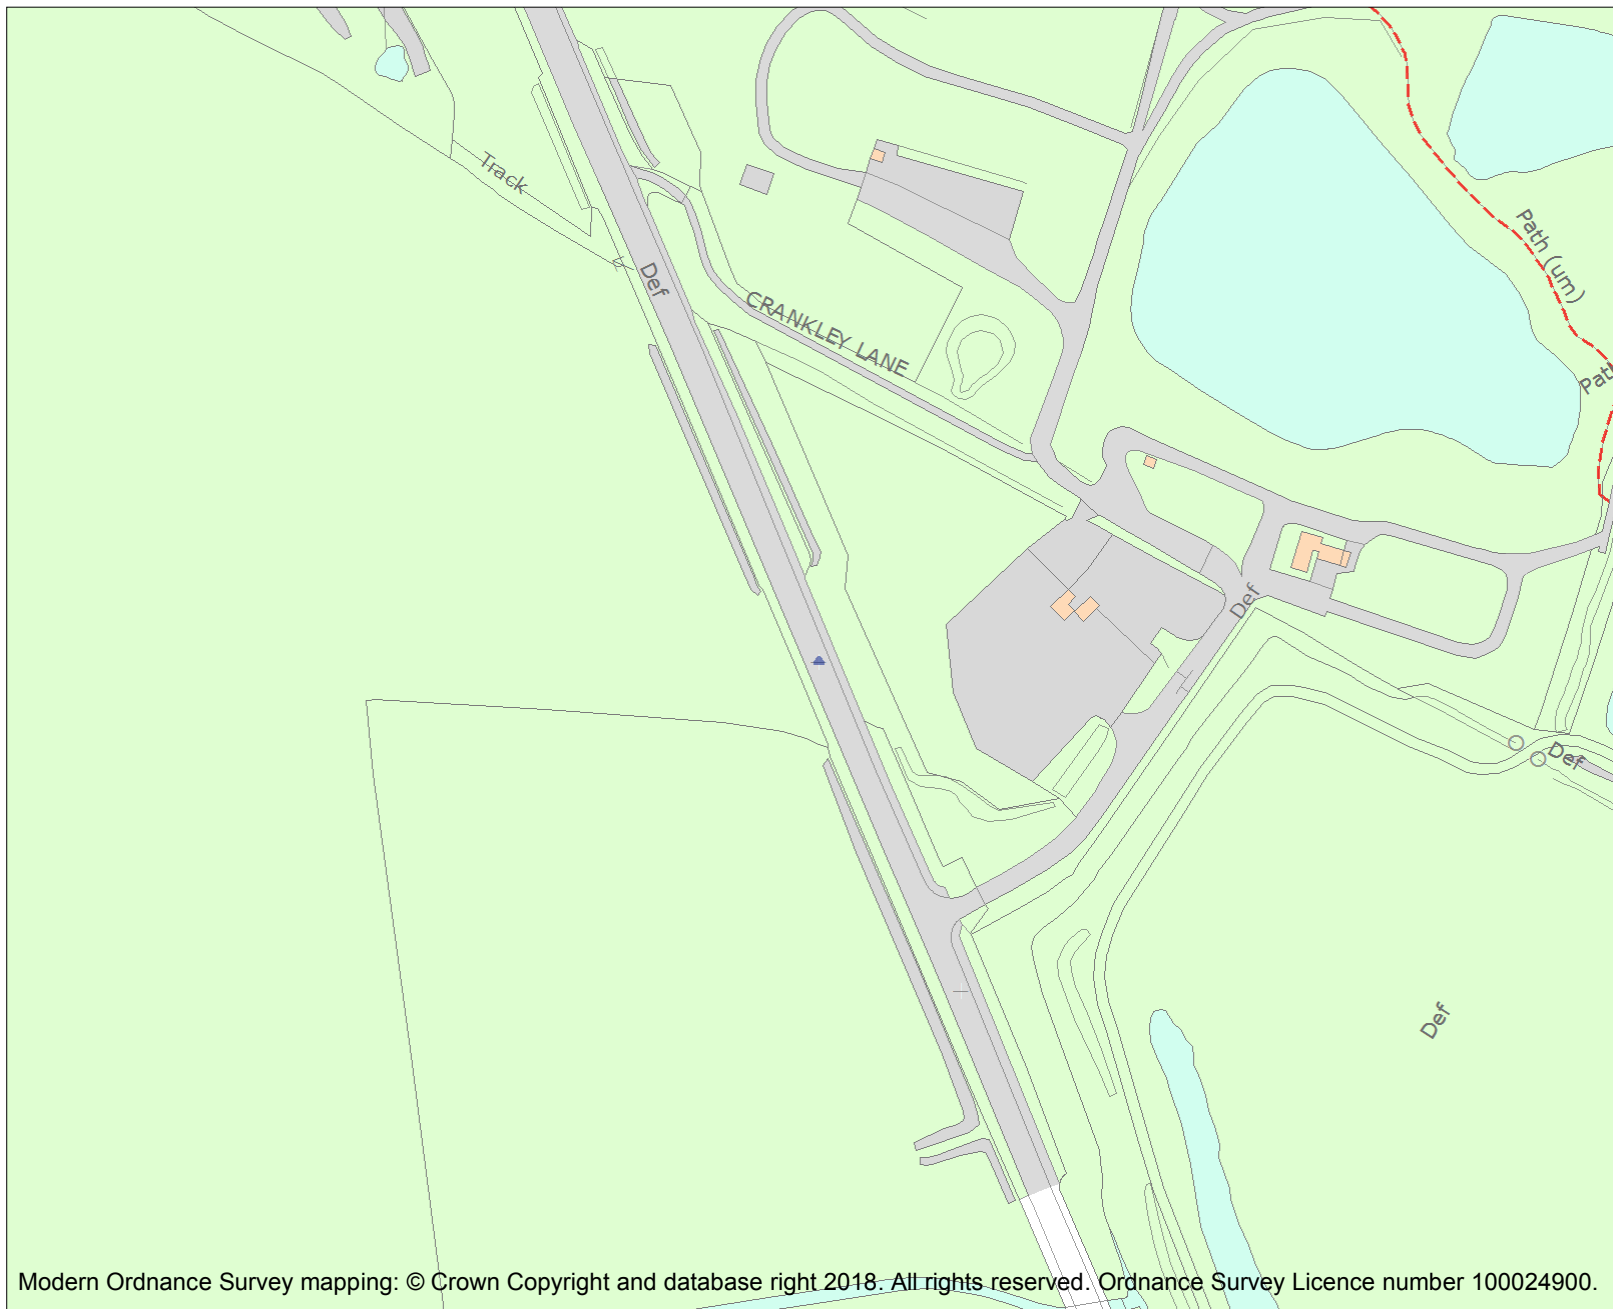 Track
Def
CRANKLEY LANE
Path (um)
Pat
Def
Def
Def
Modern Ordnance Survey mapping: © Crown Copyright and database right 2018. All rights reserved. Ordnance Survey Licence number 100024900.